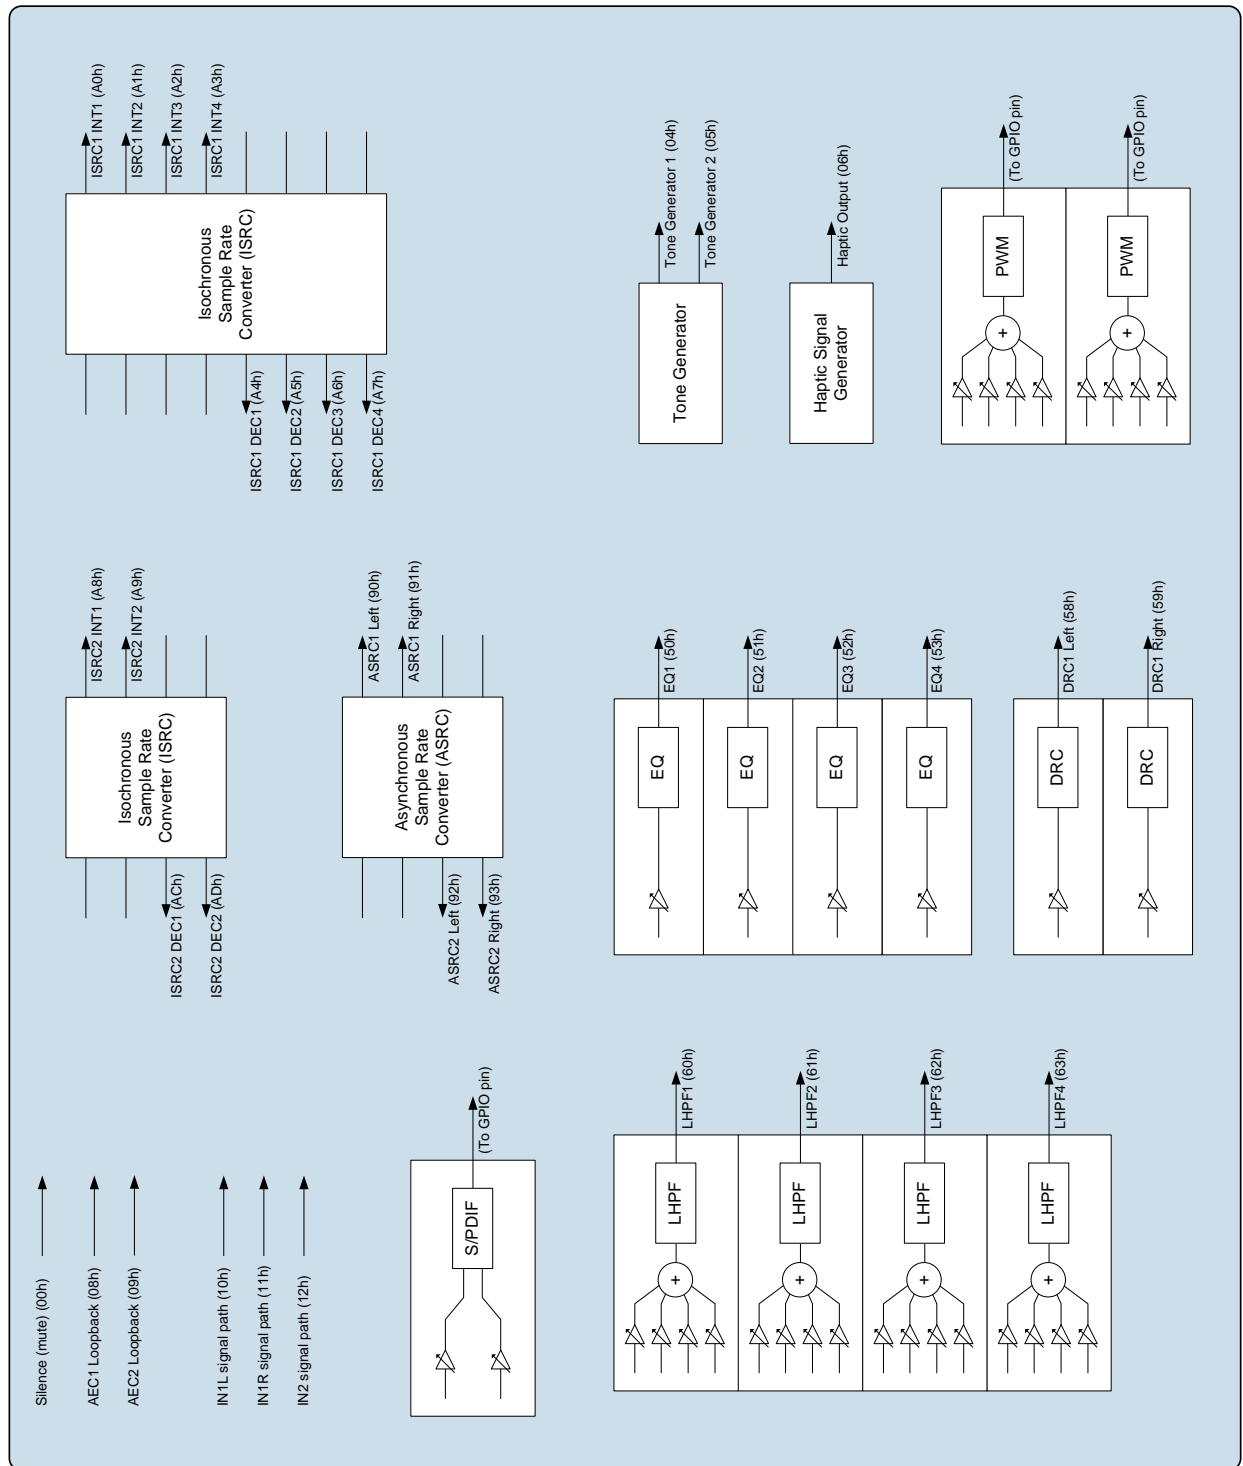 Silence (mute) (00h)
AEC1 Loopback (08h)
AEC2 Loopback (09h)
IN1L signal path (10h)
IN1R signal path (11h)
IN2 signal path (12h)
ISRC2 DEC1 (ACh)
ISRC2 DEC2 (ADh)
Isochronous
Sample Rate
Converter (ISRC)
ISRC2 INT1 (A8h)
ISRC2 INT2 (A9h)
ISRC1 DEC1 (A4h)
ISRC1 DEC2 (A5h)
ISRC1 DEC3 (A6h)
ISRC1 DEC4 (A7h)
Isochronous
Sample Rate
Converter (ISRC)
ISRC1 INT1 (A0h)
ISRC1 INT2 (A1h)
ISRC1 INT3 (A2h)
ISRC1 INT4 (A3h)
S/PDIF
(To GPIO pin)
ASRC2 Left (92h)
ASRC2 Right (93h)
Asynchronous
Sample Rate
Converter (ASRC)
ASRC1 Left (90h)
ASRC1 Right (91h)
+
LHPF
LHPF1 (60h)
+
LHPF
LHPF2 (61h)
+
LHPF
LHPF3 (62h)
+
LHPF
LHPF4 (63h)
EQ
EQ1 (50h)
EQ
EQ2 (51h)
EQ
EQ3 (52h)
EQ
EQ4 (53h)
DRC
DRC1 Left (58h)
DRC
DRC1 Right (59h)
Tone Generator
Tone Generator 1 (04h)
Tone Generator 2 (05h)
Haptic Signal
Generator
Haptic Output (06h)
+
PWM
(To GPIO pin)
+
PWM
(To GPIO pin)